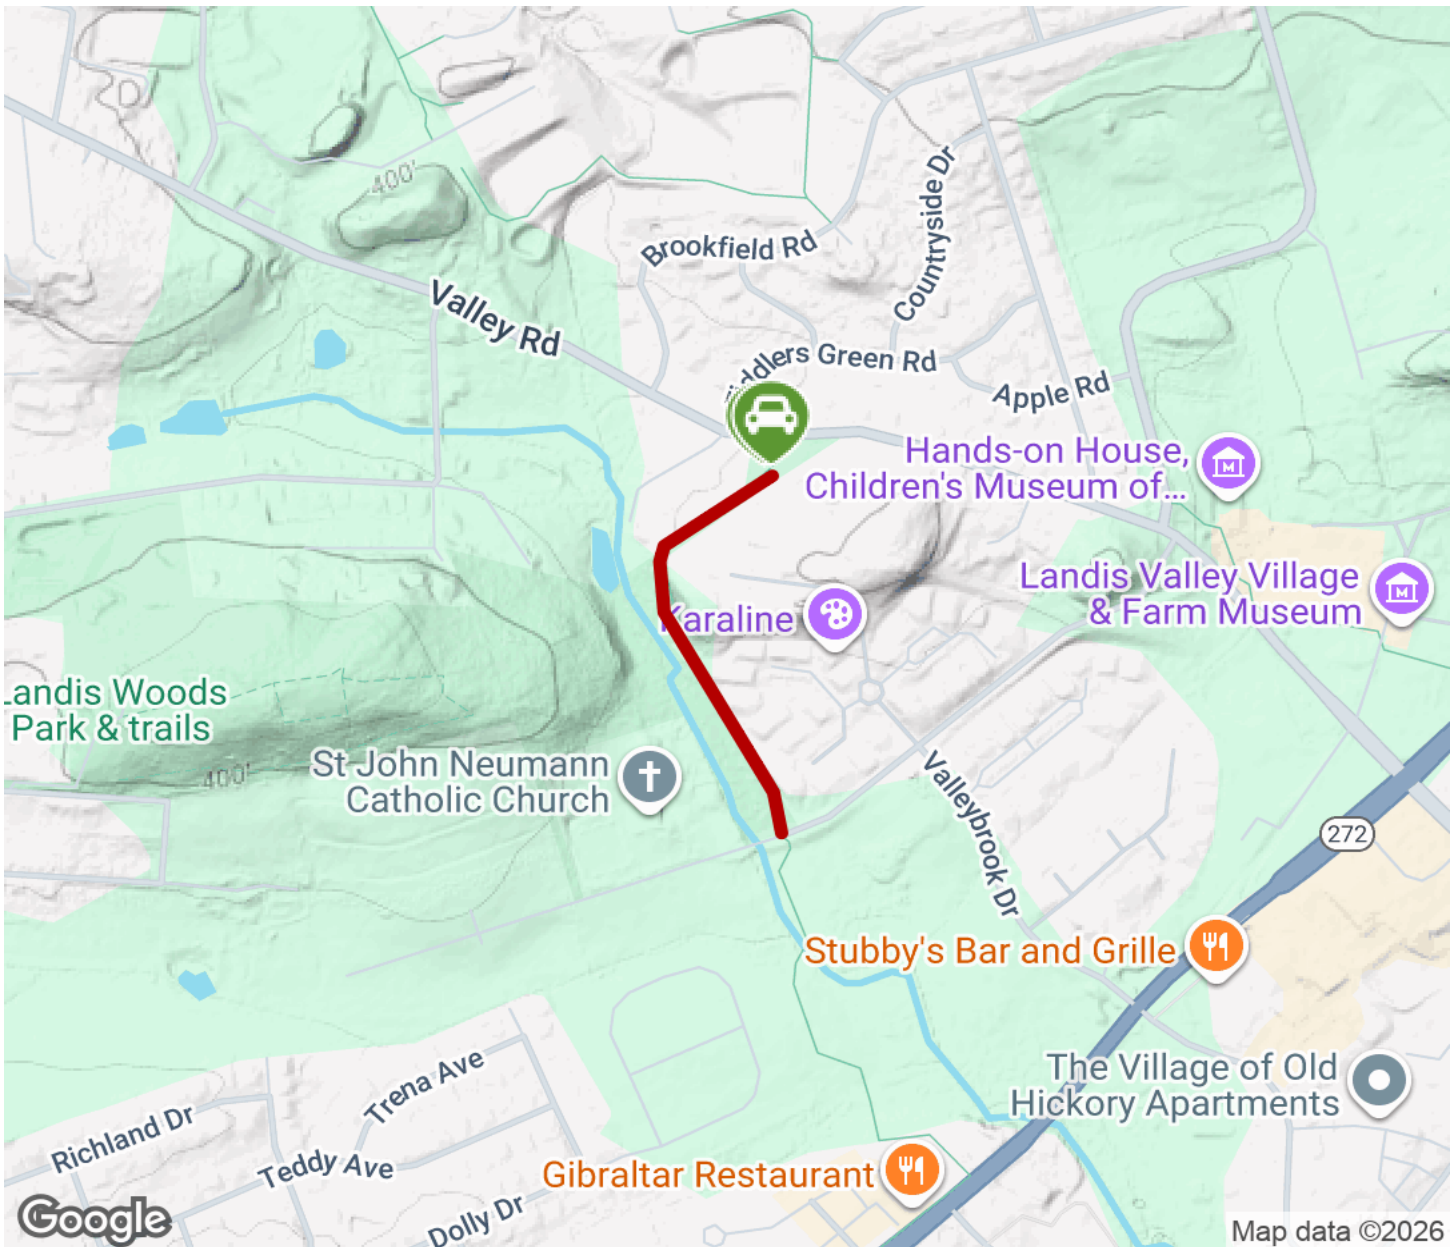 400'
Brookfield Rd
Countryside Dr
Valley Rd
iddlers Green Rd
Apple Rd
Hands-on House,
Children's Museum of...
Landis Valley Village
& Farm Museum
Karaline
Landis Woods
Park & trails
400'
St John Neumann
Catholic Church
Valleybrook Dr
272
Stubby's Bar and Grille
The Village of Old
Hickory Apartments
Trena Ave
Richland Dr
Teddy Ave
Gibraltar Restaurant
Dolly Dr
Google
Map data ©2026